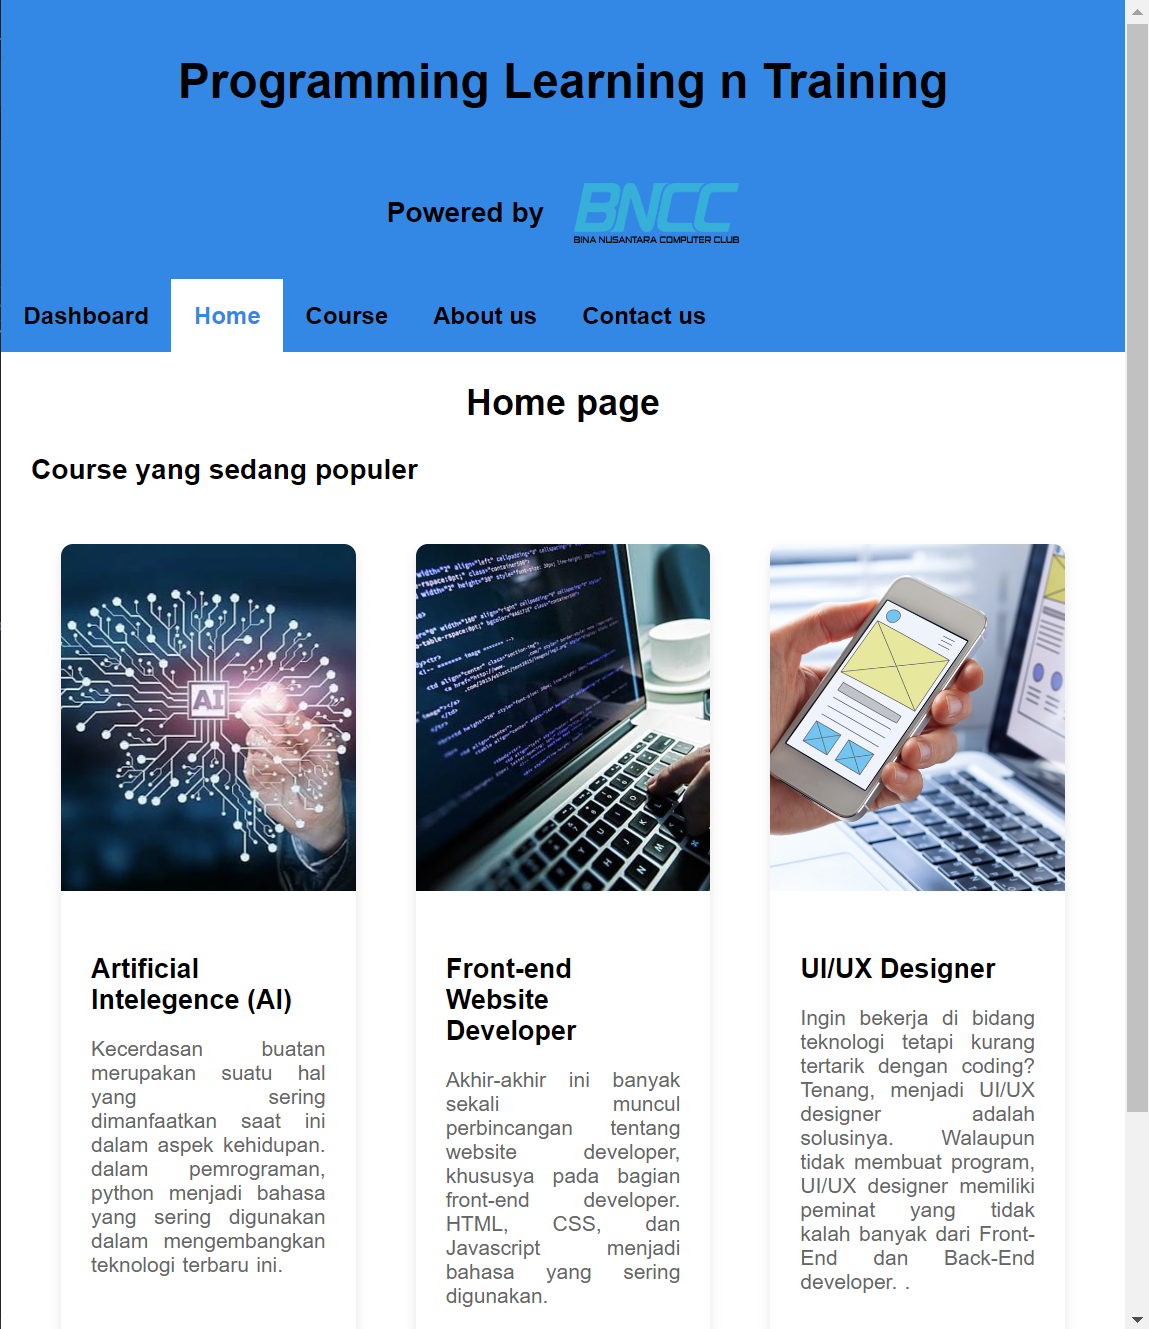 Programming Learning n Training
Powered by
BNCC
BINA NUSANTARA COMPUTER CLUB
Dashboard Home Course About us Contact us
Home page
Course yang sedang populer
AI
Artificial
Intelegence (AI)
Kecerdasan buatan
merupakan suatu hal
yang sering
dimanfaatkan saat ini
dalam aspek kehidupan.
dalam pemrograman,
python menjadi bahasa
yang sering digunakan
dalam mengembangkan
teknologi terbaru ini.
Front-end
Website
Developer
Akhir-akhir ini banyak
sekali muncul
perbincangan tentang
website developer,
khususya pada bagian
front-end developer.
HTML, CSS, dan
Javascript menjadi
bahasa yang sering
digunakan.
UI/UX Designer
Ingin bekerja di bidang
teknologi tetapi kurang
tertarik dengan coding?
Tenang, menjadi UI/UX
designer adalah
solusinya. Walaupun
tidak membuat program,
UI/UX designer memiliki
peminat yang tidak
kalah banyak dari Front-
End dan Back-End
developer. .